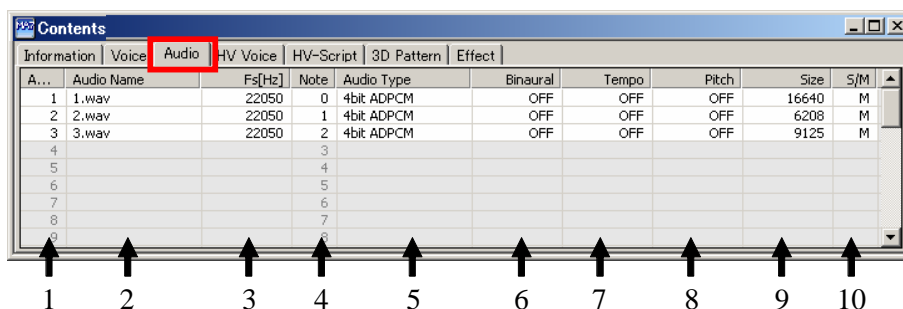 Contents
Information Voice Audio HV Voice HV-Script 3D Pattern Effect
A... Audio Name Fs[Hz] Note Audio Type Binaural Tempo Pitch Size S/M
1 1.wav 22050 0 4bit ADPCM OFF OFF OFF 16640 M
2 2.wav 22050 1 4bit ADPCM OFF OFF OFF 6208 M
3 3.wav 22050 2 4bit ADPCM OFF OFF OFF 9125 M
4 3
5 4
6 5
7 6
8 7
9 8
1 2 3 4 5 6 7 8 9 10